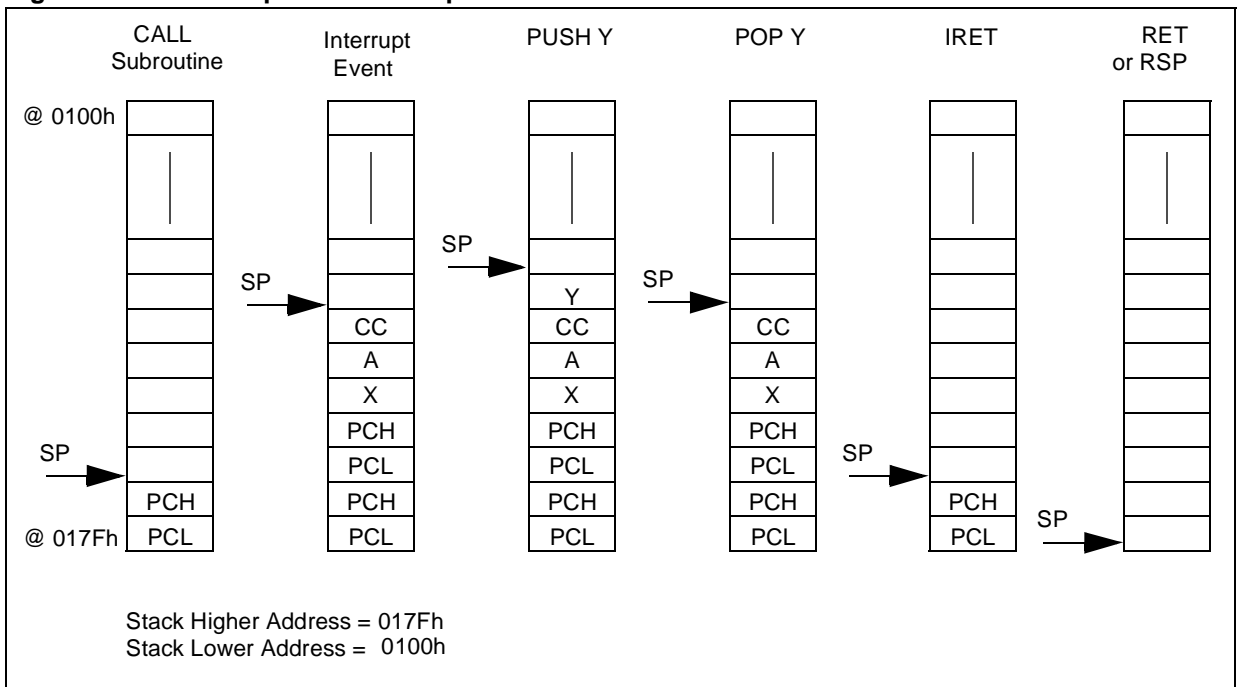 CALL
Subroutine
Interrupt
Event
PUSH Y
POP Y
IRET
RET
or RSP
@ 0100h
SP
PCH
@ 017Fh
PCL
SP
CC
A
X
PCH
PCL
PCH
PCL
SP
Y
CC
A
X
PCH
PCL
PCH
PCL
SP
CC
A
X
PCH
PCL
PCH
PCL
SP
PCH
PCL
SP
Stack Higher Address = 017Fh
Stack Lower Address = 0100h